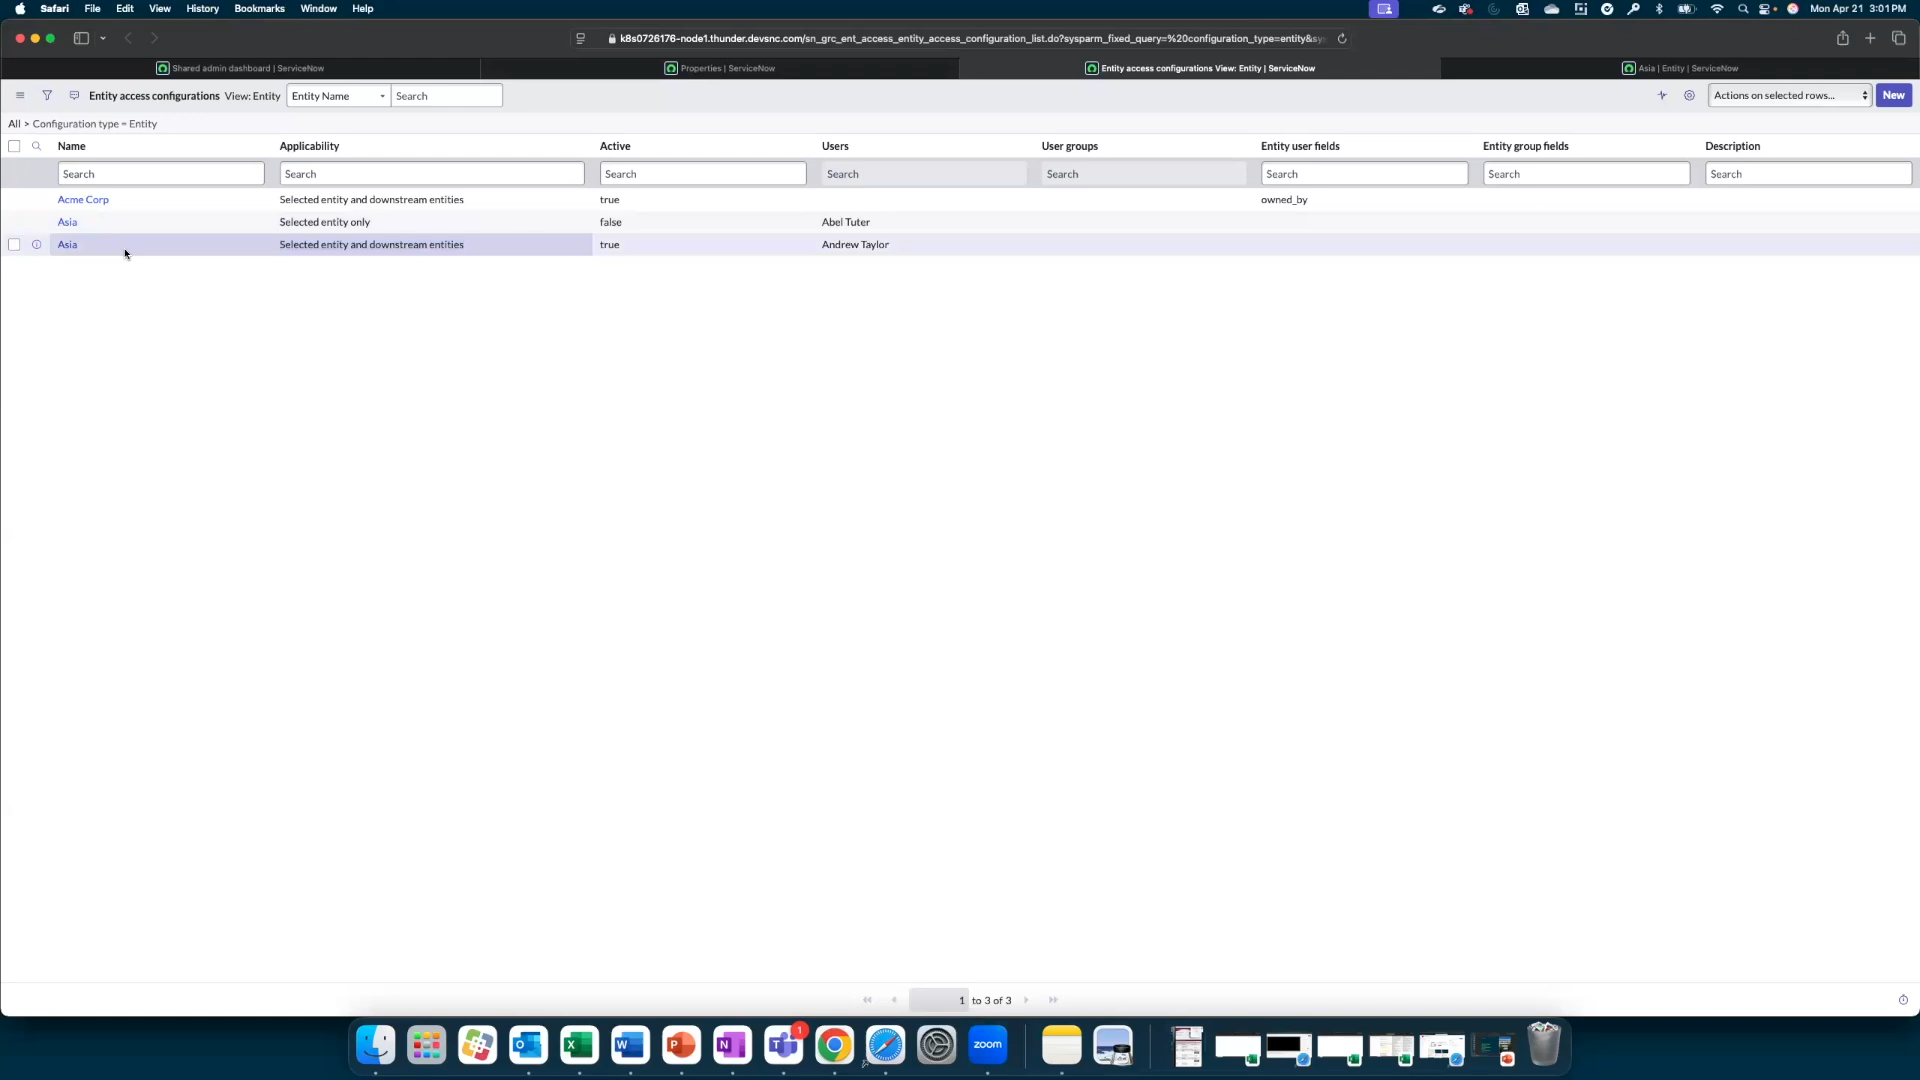 Safari File Edit View History Bookmarks Window Help Mon Apr 21 3:01 PM
k8s0726176-node1.thunder.devsnc.com/sn_grc_ent_access_entity_access_configuration_list.do?sysparm_fixed_query=%20configuration_type=entity&sy
Shared admin dashboard | ServiceNow Properties | ServiceNow Entity access configurations View: Entity | ServiceNow Asia | Entity | ServiceNow
Entity access configurations View: Entity Entity Name Search Actions on selected rows... New
All > Configuration type = Entity
Name Applicability Active Users User groups Entity user fields Entity group fields Description
Search Search Search Search Search Search Search Search
Acme Corp Selected entity and downstream entities true owned_by
Asia Selected entity only false Abel Tuter
Asia Selected entity and downstream entities true Andrew Taylor
1 to 3 of 3
1
zoom